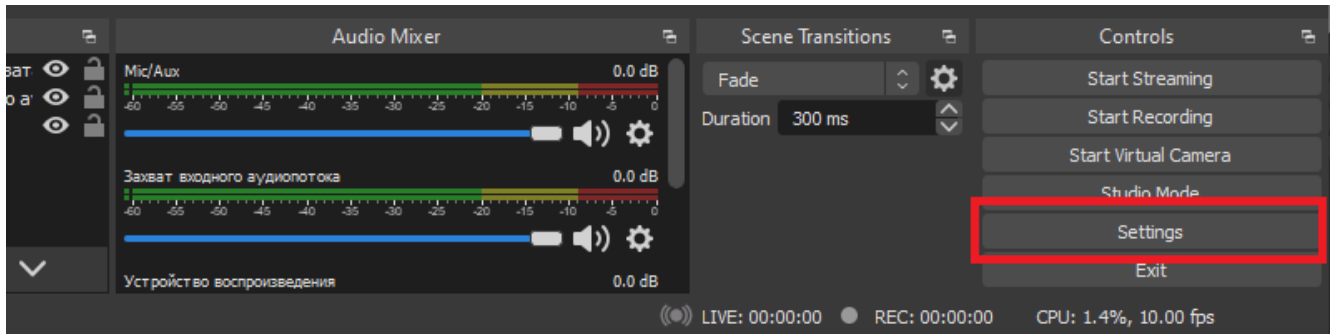 Audio Mixer
Scene Transitions
Controls
Mic/Aux 0.0 dB
-60 -55 -50 -45 -40 -35 -30 -25 -20 -15 -10 -5 0
Захват входного аудиопотока 0.0 dB
-60 -55 -50 -45 -40 -35 -30 -25 -20 -15 -10 -5 0
Устройство воспроизведения 0.0 dB
Fade
Duration 300 ms
Start Streaming
Start Recording
Start Virtual Camera
Studio Mode
Settings
Exit
LIVE: 00:00:00 REC: 00:00:00 CPU: 1.4%, 10.00 fps